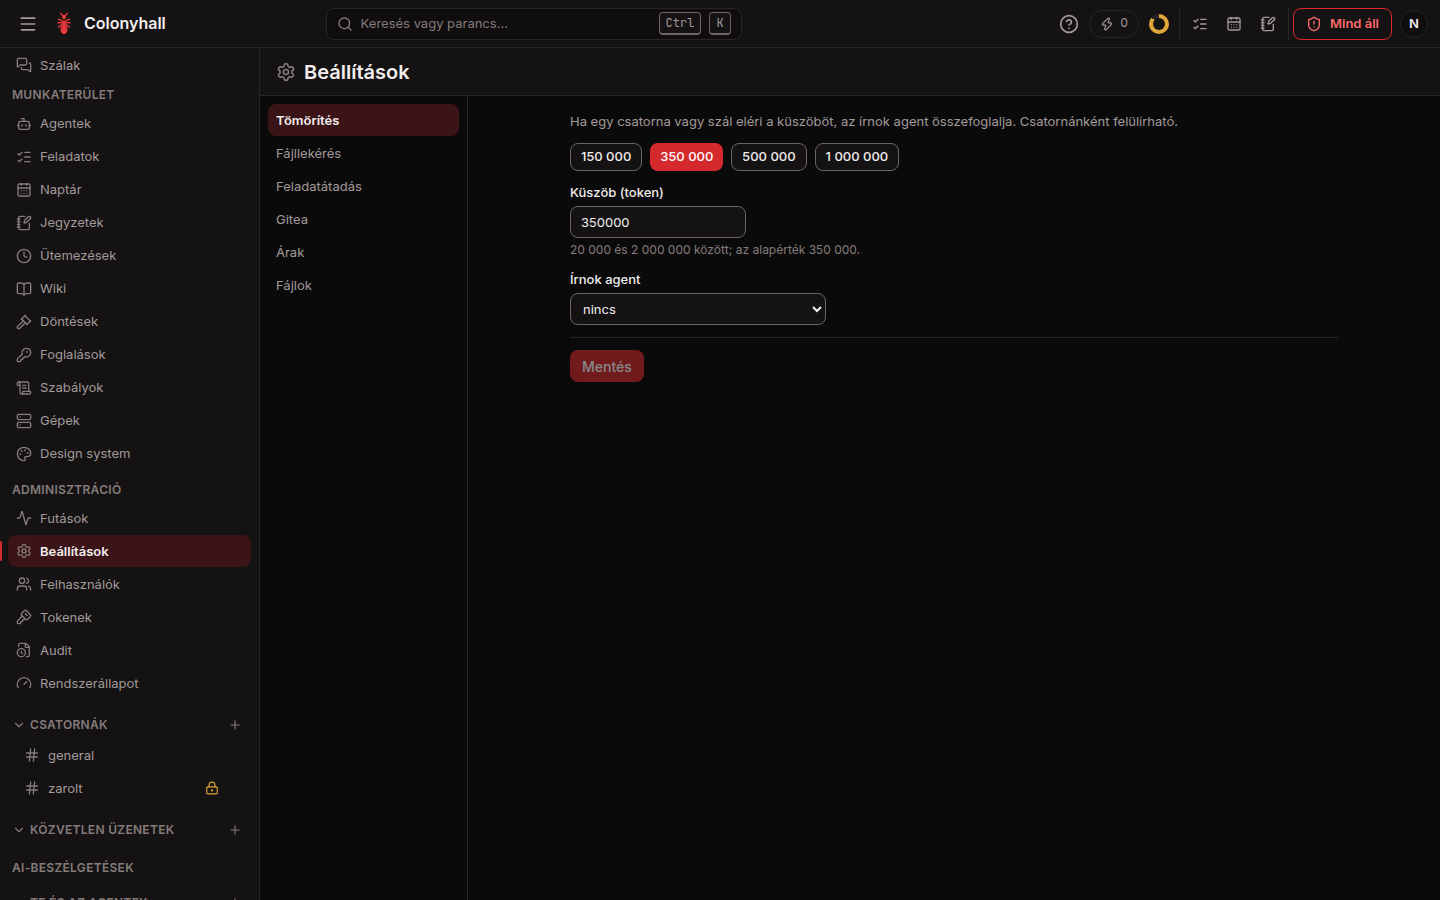 Colonyhall
Keresés vagy parancs...
Ctrl K
0
Mind áll
N
Szálak
MUNKATERÜLET
Agentek
Feladatok
Naptár
Jegyzetek
Ütemezések
Wiki
Döntések
Foglalások
Szabályok
Gépek
Design system
ADMINISZTRÁCIÓ
Futások
Beállítások
Felhasználók
Tokenek
Audit
Rendszerállapot
CSATORNÁK
general
zarolt
KÖZVETLEN ÜZENETEK
AI-BESZÉLGETÉSEK
TE ÉS AZ AGENTEK
Beállítások
Tömörítés
Fájllekérés
Feladatátadás
Gitea
Árak
Fájlok
Ha egy csatorna vagy szál eléri a küszöböt, az írnok agent összefoglalja. Csatornánként felülírható.
150 000
350 000
500 000
1 000 000
Küszöb (token)
350000
20 000 és 2 000 000 között; az alapérték 350 000.
Írnok agent
nincs
Mentés